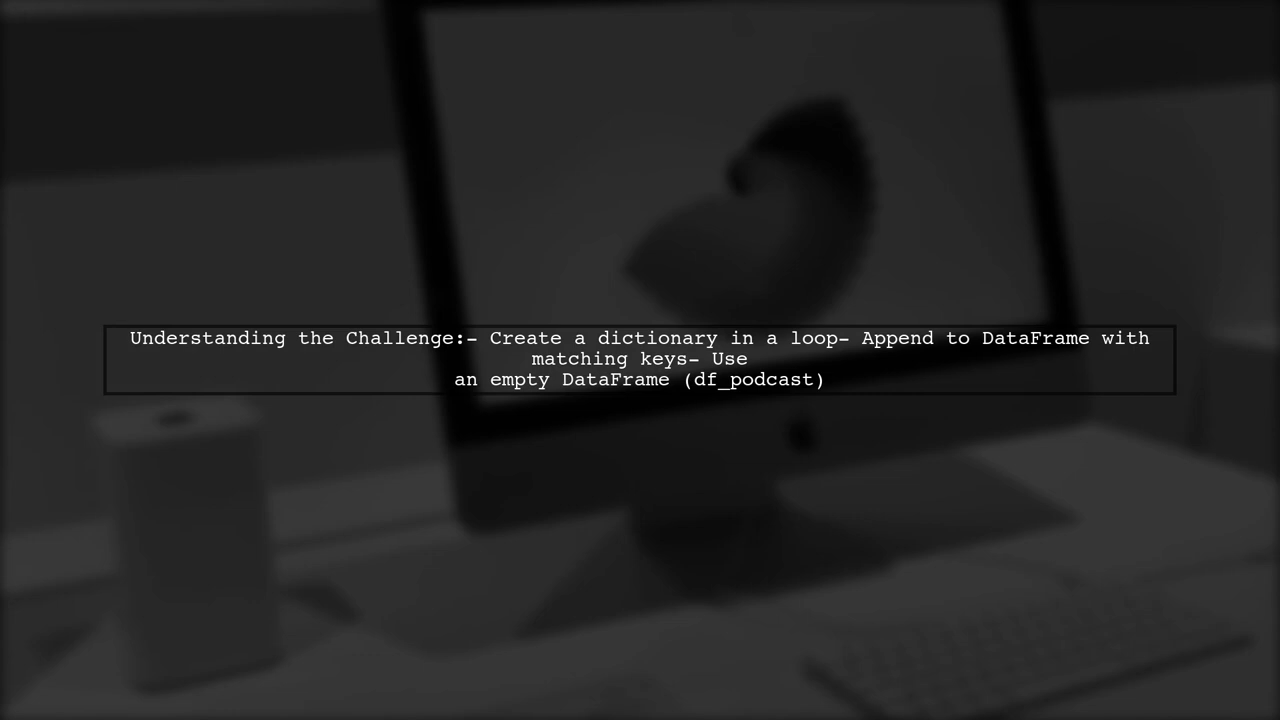 Understanding the Challenge:- Create a dictionary in a loop- Append to DataFrame with
matching keys- Use
an empty DataFrame (df_podcast)